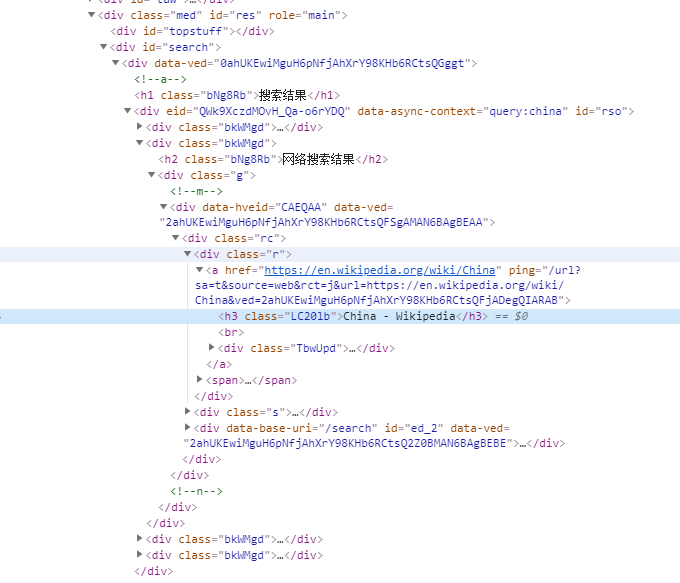 <div class="med" id="res" role="main">
<div id="topstuff"></div>
<div id="search">
<div data-ved="0ahUKEwiMguH6pNfjAhXrY98KHb6RCtsQGggt">
<!--a-->
<h1 class="bNg8Rb">搜索结果</h1>
<div eid="QWk9XczdMOvH_Qa-o6rYDQ" data-async-context="query:china" id="rso">
<div class="bkWMgd">…</div>
<div class="bkWMgd">
<h2 class="bNg8Rb">网络搜索结果</h2>
<div class="g">
<!--m-->
<div data-hveid="CAEQAA" data-ved=
"2ahUKEwiMguH6pNfjAhXrY98KHb6RCtsQFSgAMAN6BAgBEAA">
<div class="rc">
<div class="r">
<a href="https://en.wikipedia.org/wiki/China" ping="/url?
sa=t&source=web&rct=j&url=https://en.wikipedia.org/wiki/
China&ved=2ahUKEwiMguH6pNfjAhXrY98KHb6RCtsQFjADegQIARAB">
<h3 class="LC20lb">China - Wikipedia</h3> == $0
<br>
<div class="TbwUpd">…</div>
</a>
<span>…</span>
</div>
<div class="s">…</div>
<div data-base-uri="/search" id="ed_2" data-ved=
"2ahUKEwiMguH6pNfjAhXrY98KHb6RCtsQ2Z0BMAN6BAgBEBE">…</div>
</div>
</div>
<!--n-->
</div>
</div>
<div class="bkWMgd">…</div>
<div class="bkWMgd">…</div>
</div>